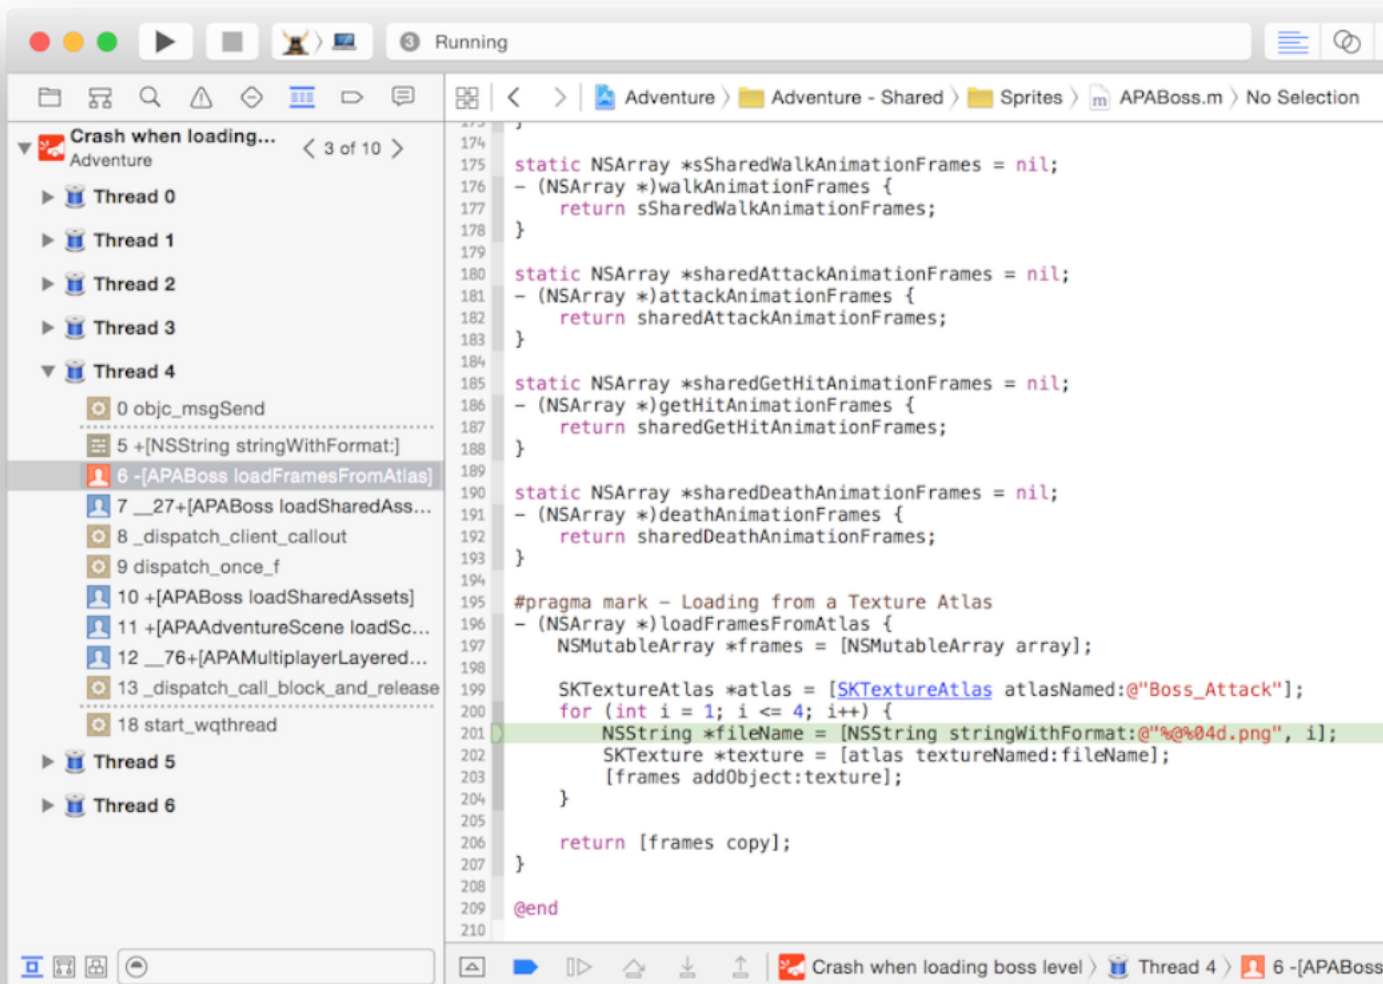 3 Running
Adventure Adventure - Shared Sprites m APABoss.m No Selection
Crash when loading...
Adventure
3 of 10
Thread 0
Thread 1
Thread 2
Thread 3
Thread 4
0 objc_msgSend
5 +[NSString stringWithFormat:]
6 -[APABoss loadFramesFromAtlas]
7 __27+[APABoss loadSharedAss...
8 _dispatch_client_callout
9 dispatch_once_f
10 +[APABoss loadSharedAssets]
11 +[APAAdventureScene loadSc...
12 __76+[APAMultiplayerLayered...
13 _dispatch_call_block_and_release
18 start_wqthread
Thread 5
Thread 6
174
175 static NSArray *sSharedWalkAnimationFrames = nil;
176 - (NSArray *)walkAnimationFrames {
177 return sSharedWalkAnimationFrames;
178 }
179
180 static NSArray *sharedAttackAnimationFrames = nil;
181 - (NSArray *)attackAnimationFrames {
182 return sharedAttackAnimationFrames;
183 }
184
185 static NSArray *sharedGetHitAnimationFrames = nil;
186 - (NSArray *)getHitAnimationFrames {
187 return sharedGetHitAnimationFrames;
188 }
189
190 static NSArray *sharedDeathAnimationFrames = nil;
191 - (NSArray *)deathAnimationFrames {
192 return sharedDeathAnimationFrames;
193 }
194
195 #pragma mark - Loading from a Texture Atlas
196 - (NSArray *)loadFramesFromAtlas {
197 NSMutableArray *frames = [NSMutableArray array];
198
199 SKTextureAtlas *atlas = [SKTextureAtlas atlasNamed:@"Boss_Attack"];
200 for (int i = 1; i <= 4; i++) {
201 NSString *fileName = [NSString stringWithFormat:@"%@%04d.png", i];
202 SKTexture *texture = [atlas textureNamed:fileName];
203 [frames addObject:texture];
204 }
205
206 return [frames copy];
207 }
208
209 @end
210
Crash when loading boss level Thread 4 6 -[APABoss